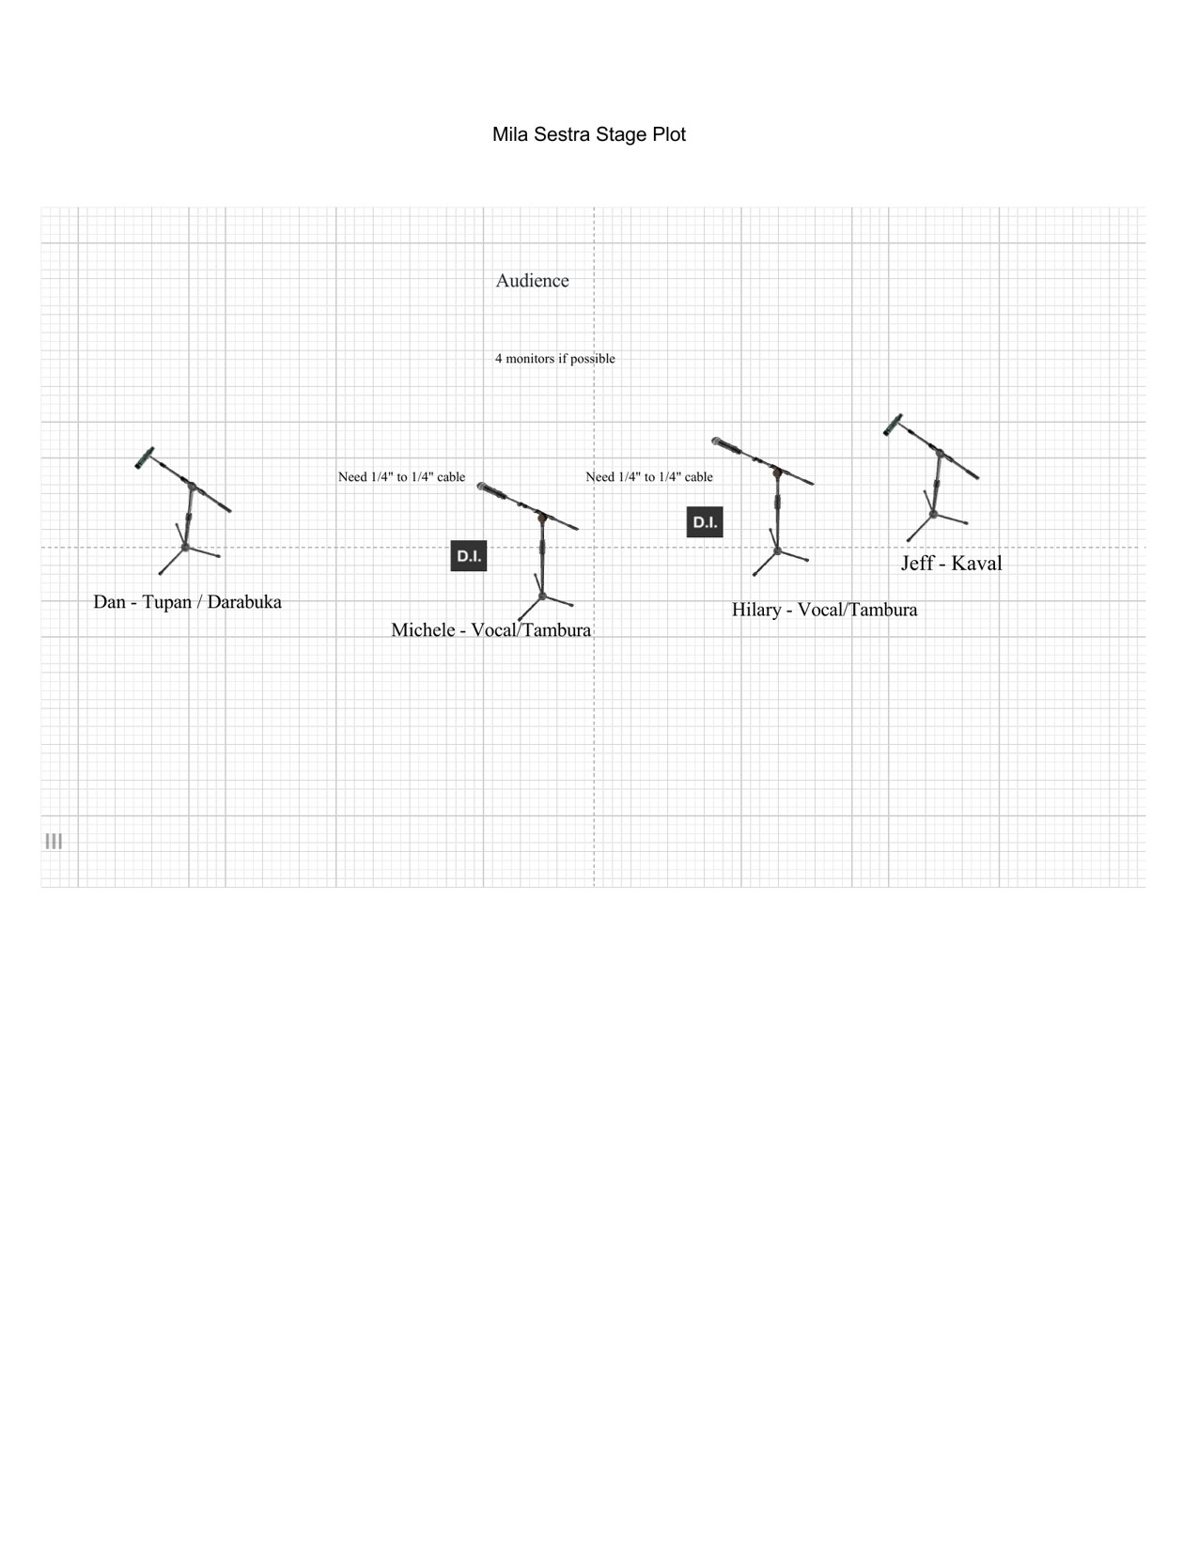 Mila Sestra Stage Plot
Audience
4 monitors if possible
Need 1/4" to 1/4" cable
Need 1/4" to 1/4" cable
D.I.
D.I.
Jeff - Kaval
Dan - Tupan / Darabuka
Hilary - Vocal/Tambura
Michele - Vocal/Tambura